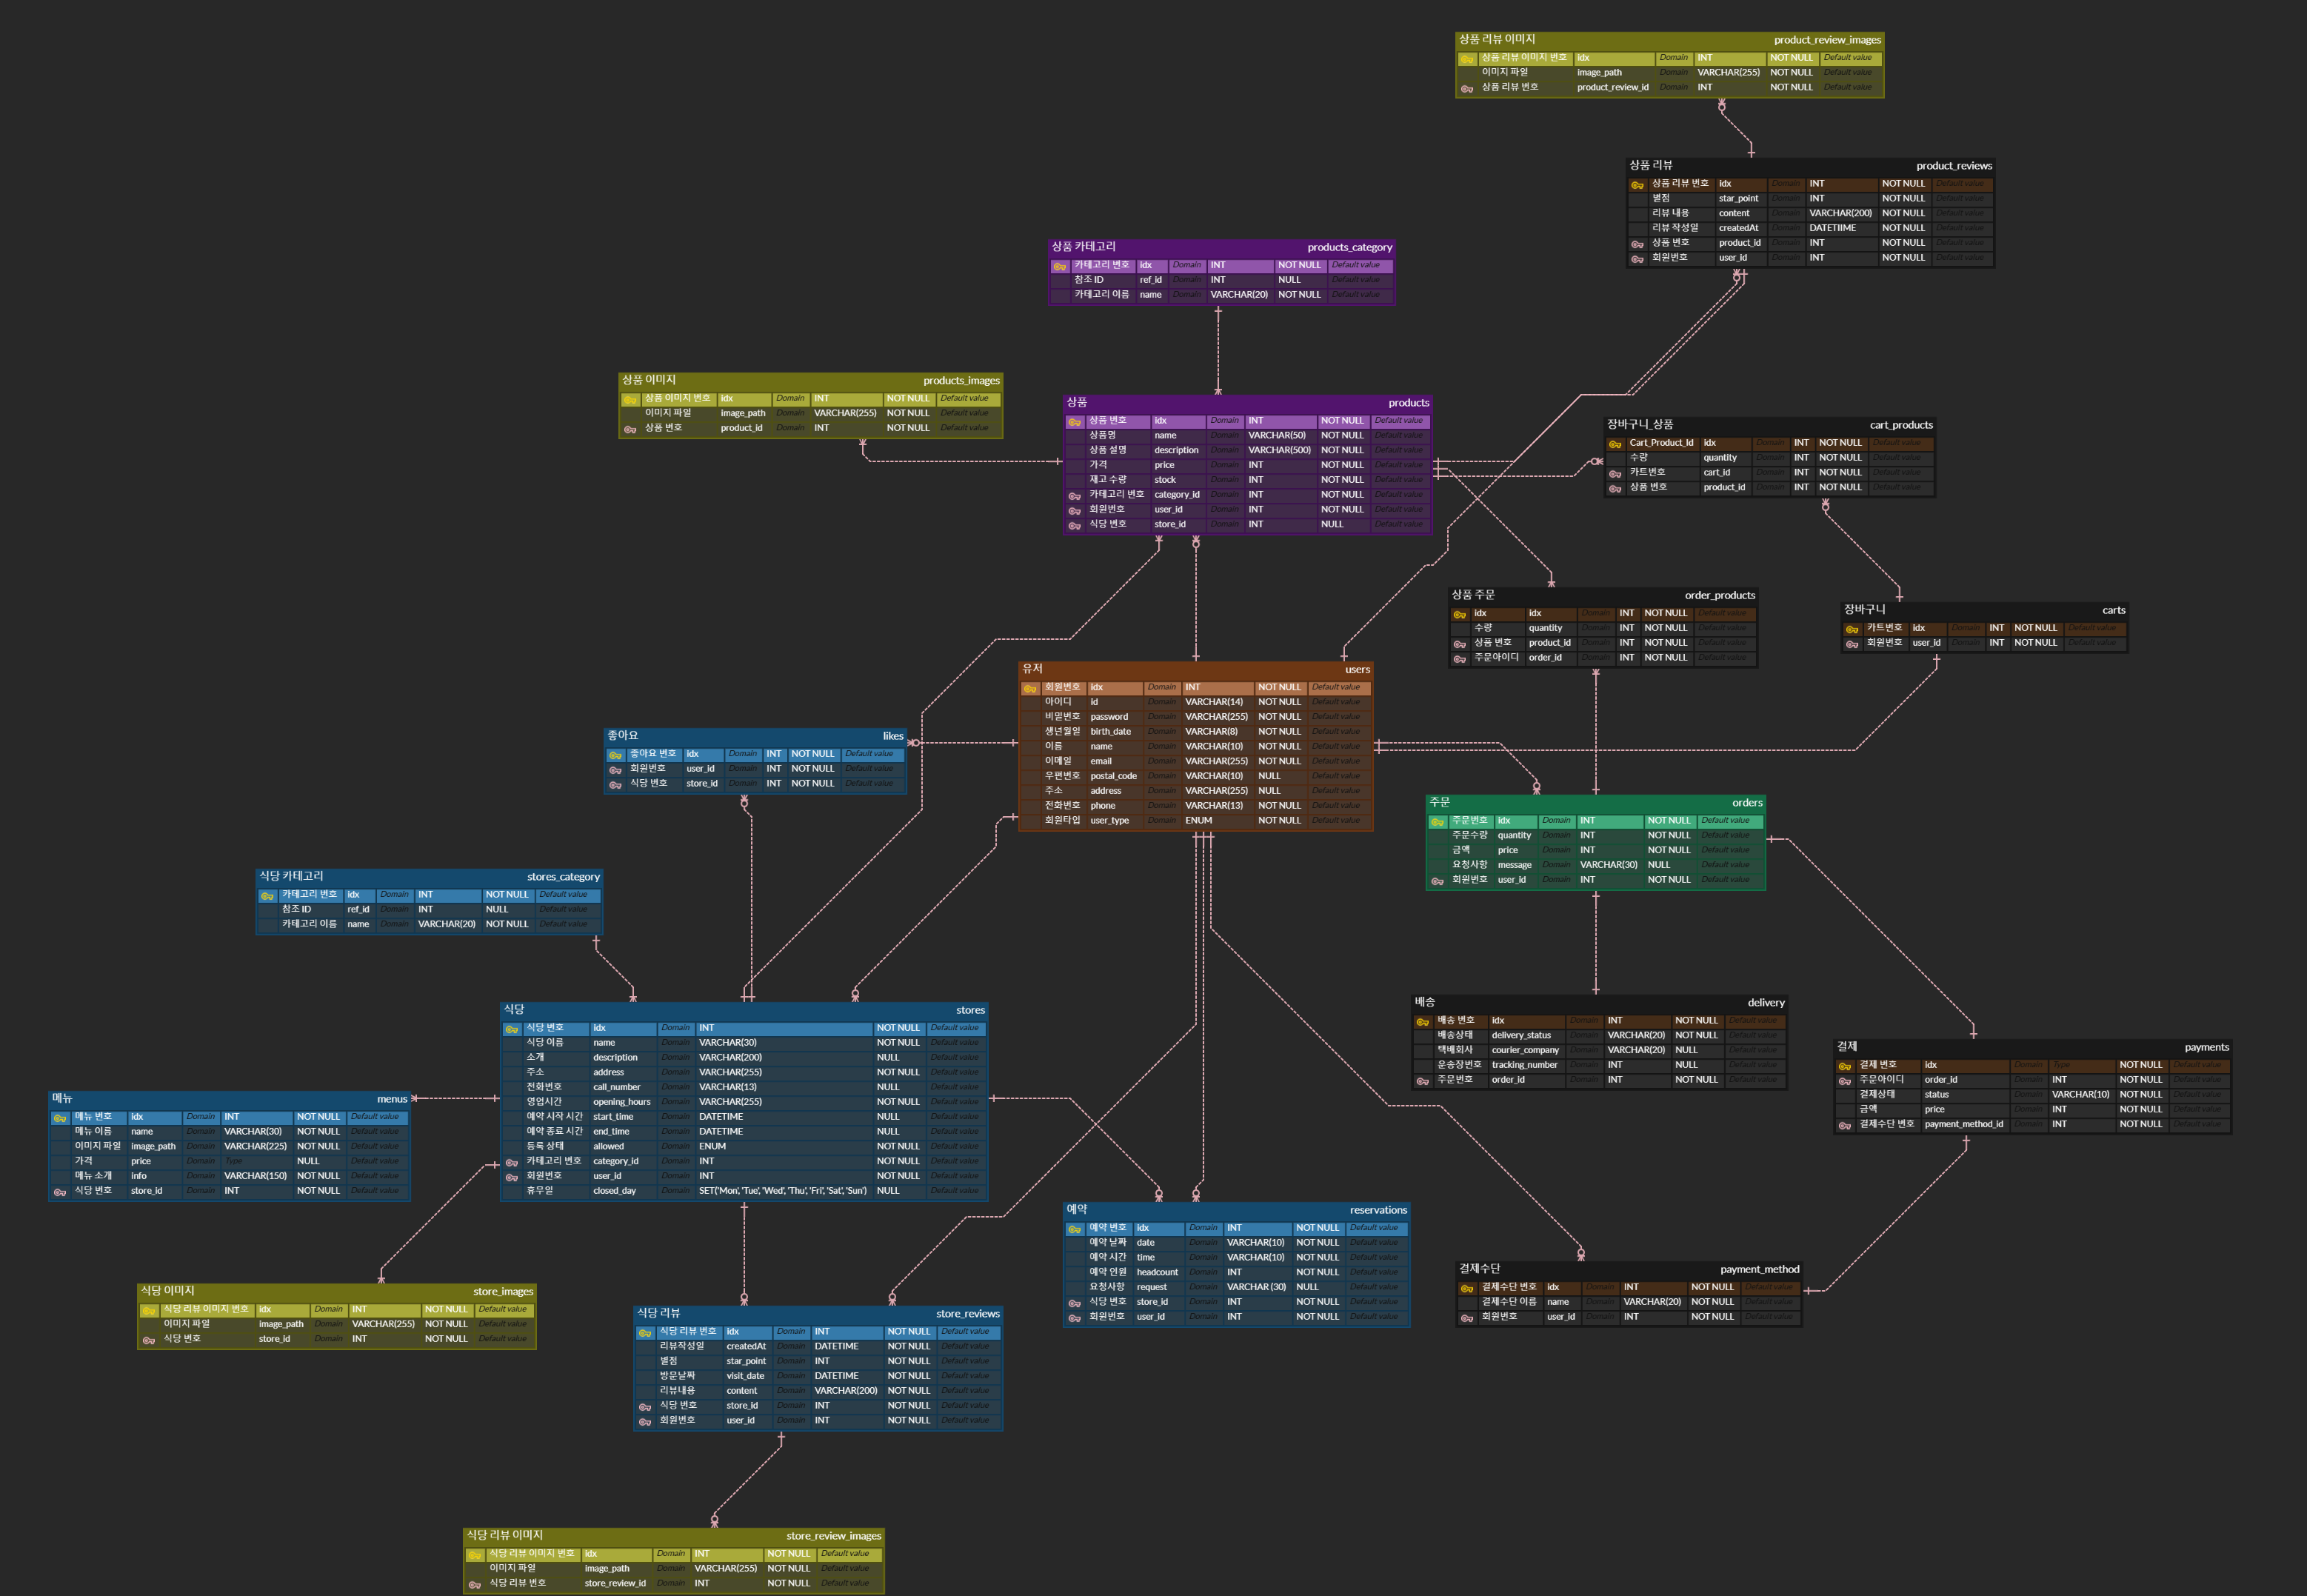 상품 리뷰 이미지 product_review_images
상품 리뷰 이미지 번호 idx Domain INT NOT NULL Default value
이미지 파일 image_path Domain VARCHAR(255) NOT NULL Default value
상품 리뷰 번호 product_review_id Domain INT NOT NULL Default value
상품 리뷰 product_reviews
상품 리뷰 번호 idx Domain INT NOT NULL Default value
별점 star_point Domain INT NOT NULL Default value
리뷰 내용 content Domain VARCHAR(200) NOT NULL Default value
리뷰 작성일 createdAt Domain DATETIIME NOT NULL Default value
상품 번호 product_id Domain INT NOT NULL Default value
회원번호 user_id Domain INT NOT NULL Default value
상품 카테고리 products_category
카테고리 번호 idx Domain INT NOT NULL Default value
참조 ID ref_id Domain INT NULL Default value
카테고리 이름 name Domain VARCHAR(20) NOT NULL Default value
상품 이미지 products_images
상품 이미지 번호 idx Domain INT NOT NULL Default value
이미지 파일 image_path Domain VARCHAR(255) NOT NULL Default value
상품 번호 product_id Domain INT NOT NULL Default value
상품 products
상품 번호 idx Domain INT NOT NULL Default value
상품명 name Domain VARCHAR(50) NOT NULL Default value
상품 설명 description Domain VARCHAR(500) NOT NULL Default value
가격 price Domain INT NOT NULL Default value
재고 수량 stock Domain INT NOT NULL Default value
카테고리 번호 category_id Domain INT NOT NULL Default value
회원번호 user_id Domain INT NOT NULL Default value
식당 번호 store_id Domain INT NULL Default value
장바구니_상품 cart_products
Cart_Product_Id idx Domain INT NOT NULL Default value
수량 quantity Domain INT NOT NULL Default value
카트번호 cart_id Domain INT NOT NULL Default value
상품 번호 product_id Domain INT NOT NULL Default value
상품 주문 order_products
idx idx Domain INT NOT NULL Default value
수량 quantity Domain INT NOT NULL Default value
상품 번호 product_id Domain INT NOT NULL Default value
주문아이디 order_id Domain INT NOT NULL Default value
장바구니 carts
카트번호 idx Domain INT NOT NULL Default value
회원번호 user_id Domain INT NOT NULL Default value
유저 users
회원번호 idx Domain INT NOT NULL Default value
아이디 id Domain VARCHAR(14) NOT NULL Default value
비밀번호 password Domain VARCHAR(255) NOT NULL Default value
생년월일 birth_date Domain VARCHAR(8) NOT NULL Default value
이름 name Domain VARCHAR(10) NOT NULL Default value
이메일 email Domain VARCHAR(255) NOT NULL Default value
우편번호 postal_code Domain VARCHAR(10) NULL Default value
주소 address Domain VARCHAR(255) NULL Default value
전화번호 phone Domain VARCHAR(13) NOT NULL Default value
회원타입 user_type Domain ENUM NOT NULL Default value
좋아요 likes
좋아요 번호 idx Domain INT NOT NULL Default value
회원번호 user_id Domain INT NOT NULL Default value
식당 번호 store_id Domain INT NOT NULL Default value
주문 orders
주문번호 idx Domain INT NOT NULL Default value
주문수량 quantity Domain INT NOT NULL Default value
금액 price Domain INT NOT NULL Default value
요청사항 message Domain VARCHAR(30) NULL Default value
회원번호 user_id Domain INT NOT NULL Default value
식당 카테고리 stores_category
카테고리 번호 idx Domain INT NOT NULL Default value
참조 ID ref_id Domain INT NULL Default value
카테고리 이름 name Domain VARCHAR(20) NOT NULL Default value
배송 delivery
배송 번호 idx Domain INT NOT NULL Default value
배송상태 delivery_status Domain VARCHAR(20) NOT NULL Default value
택배회사 courier_company Domain VARCHAR(20) NULL Default value
운송장번호 tracking_number Domain INT NULL Default value
주문번호 order_id Domain INT NOT NULL Default value
식당 stores
식당 번호 idx Domain INT NOT NULL Default value
식당 이름 name Domain VARCHAR(30) NOT NULL Default value
소개 description Domain VARCHAR(200) NULL Default value
주소 address Domain VARCHAR(255) NOT NULL Default value
전화번호 call_number Domain VARCHAR(13) NULL Default value
영업시간 opening_hours Domain VARCHAR(255) NOT NULL Default value
예약 시작 시간 start_time Domain DATETIME NULL Default value
예약 종료 시간 end_time Domain DATETIME NULL Default value
등록 상태 allowed Domain ENUM NOT NULL Default value
카테고리 번호 category_id Domain INT NOT NULL Default value
회원번호 user_id Domain INT NOT NULL Default value
휴무일 closed_day Domain SET('Mon', 'Tue', 'Wed', 'Thu', 'Fri', 'Sat', 'Sun') NULL Default value
결제 payments
결제 번호 idx Domain Type NOT NULL Default value
주문아이디 order_id Domain INT NOT NULL Default value
결제상태 status Domain VARCHAR(10) NOT NULL Default value
금액 price Domain INT NOT NULL Default value
결제수단 번호 payment_method_id Domain INT NOT NULL Default value
메뉴 menus
메뉴 번호 idx Domain INT NOT NULL Default value
메뉴 이름 name Domain VARCHAR(30) NOT NULL Default value
이미지 파일 image_path Domain VARCHAR(225) NOT NULL Default value
가격 price Domain Type NULL Default value
메뉴 소개 info Domain VARCHAR(150) NOT NULL Default value
식당 번호 store_id Domain INT NOT NULL Default value
예약 reservations
예약 번호 idx Domain INT NOT NULL Default value
예약 날짜 date Domain VARCHAR(10) NOT NULL Default value
예약 시간 time Domain VARCHAR(10) NOT NULL Default value
예약 인원 headcount Domain INT NOT NULL Default value
요청사항 request Domain VARCHAR (30) NULL Default value
식당 번호 store_id Domain INT NOT NULL Default value
회원번호 user_id Domain INT NOT NULL Default value
결제수단 payment_method
결제수단 번호 idx Domain INT NOT NULL Default value
결제수단 이름 name Domain VARCHAR(20) NOT NULL Default value
회원번호 user_id Domain INT NOT NULL Default value
식당 이미지 store_images
식당 리뷰 이미지 번호 idx Domain INT NOT NULL Default value
이미지 파일 image_path Domain VARCHAR(255) NOT NULL Default value
식당 번호 store_id Domain INT NOT NULL Default value
식당 리뷰 store_reviews
식당 리뷰 번호 idx Domain INT NOT NULL Default value
리뷰작성일 createdAt Domain DATETIME NOT NULL Default value
별점 star_point Domain INT NOT NULL Default value
방문날짜 visit_date Domain DATETIME NOT NULL Default value
리뷰내용 content Domain VARCHAR(200) NOT NULL Default value
식당 번호 store_id Domain INT NOT NULL Default value
회원번호 user_id Domain INT NOT NULL Default value
식당 리뷰 이미지 store_review_images
식당 리뷰 이미지 번호 idx Domain INT NOT NULL Default value
이미지 파일 image_path Domain VARCHAR(255) NOT NULL Default value
식당 리뷰 번호 store_review_id Domain INT NOT NULL Default value